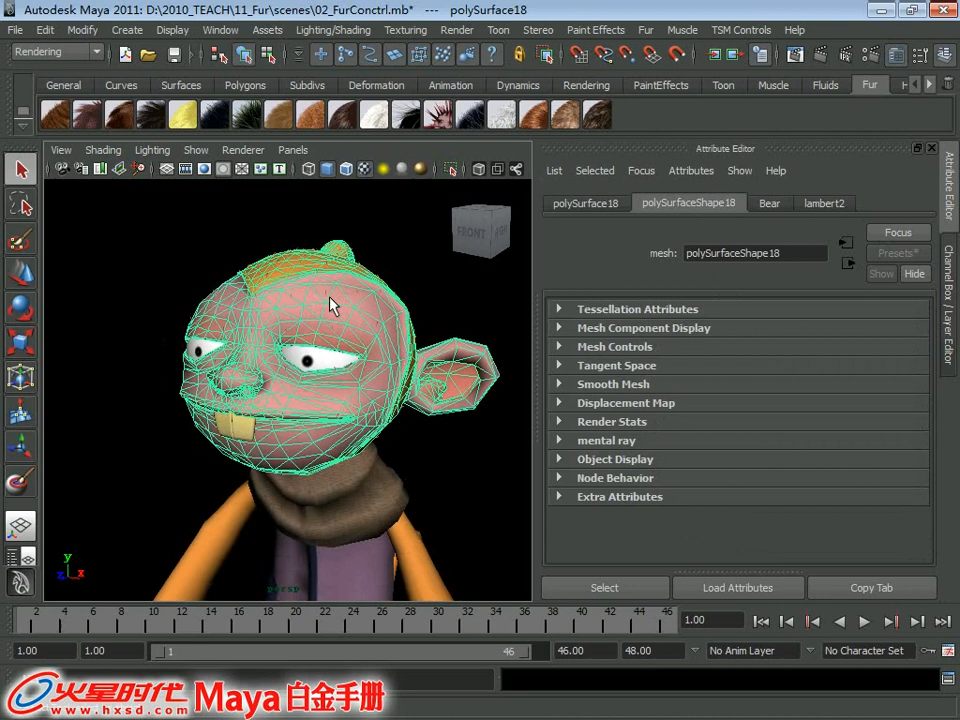 Autodesk Maya 2011: D:\2010_TEACH\11_Fur\scenes\02_FurConctrl.mb* --- polySurface18
File Edit Modify Create Display Window Assets Lighting/Shading Texturing Render Toon Stereo Paint Effects Fur Muscle TSM Controls Help
Rendering
General Curves Surfaces Polygons Subdivs Deformation Animation Dynamics Rendering PaintEffects Toon Muscle Fluids Fur
View Shading Lighting Show Renderer Panels
Attribute Editor
List Selected Focus Attributes Show Help
polySurface18 polySurfaceShape18 Bear lambert2
Focus
mesh: polySurfaceShape18
Presets*
Show Hide
FRONT
Tessellation Attributes
Mesh Component Display
Mesh Controls
Tangent Space
Smooth Mesh
Displacement Map
Render Stats
mental ray
Object Display
Node Behavior
Extra Attributes
Select Load Attributes Copy Tab
Attribute Editor
Channel Box / Layer Editor
y
z x
persp
2 4 6 8 10 12 14 16 18 20 22 24 26 28 30 32 34 36 38 40 42 44 46
1.00
1.00 1.00 1 46 46.00 48.00 No Anim Layer No Character Set
火星时代
www.hxsd.com
Maya 白金手册